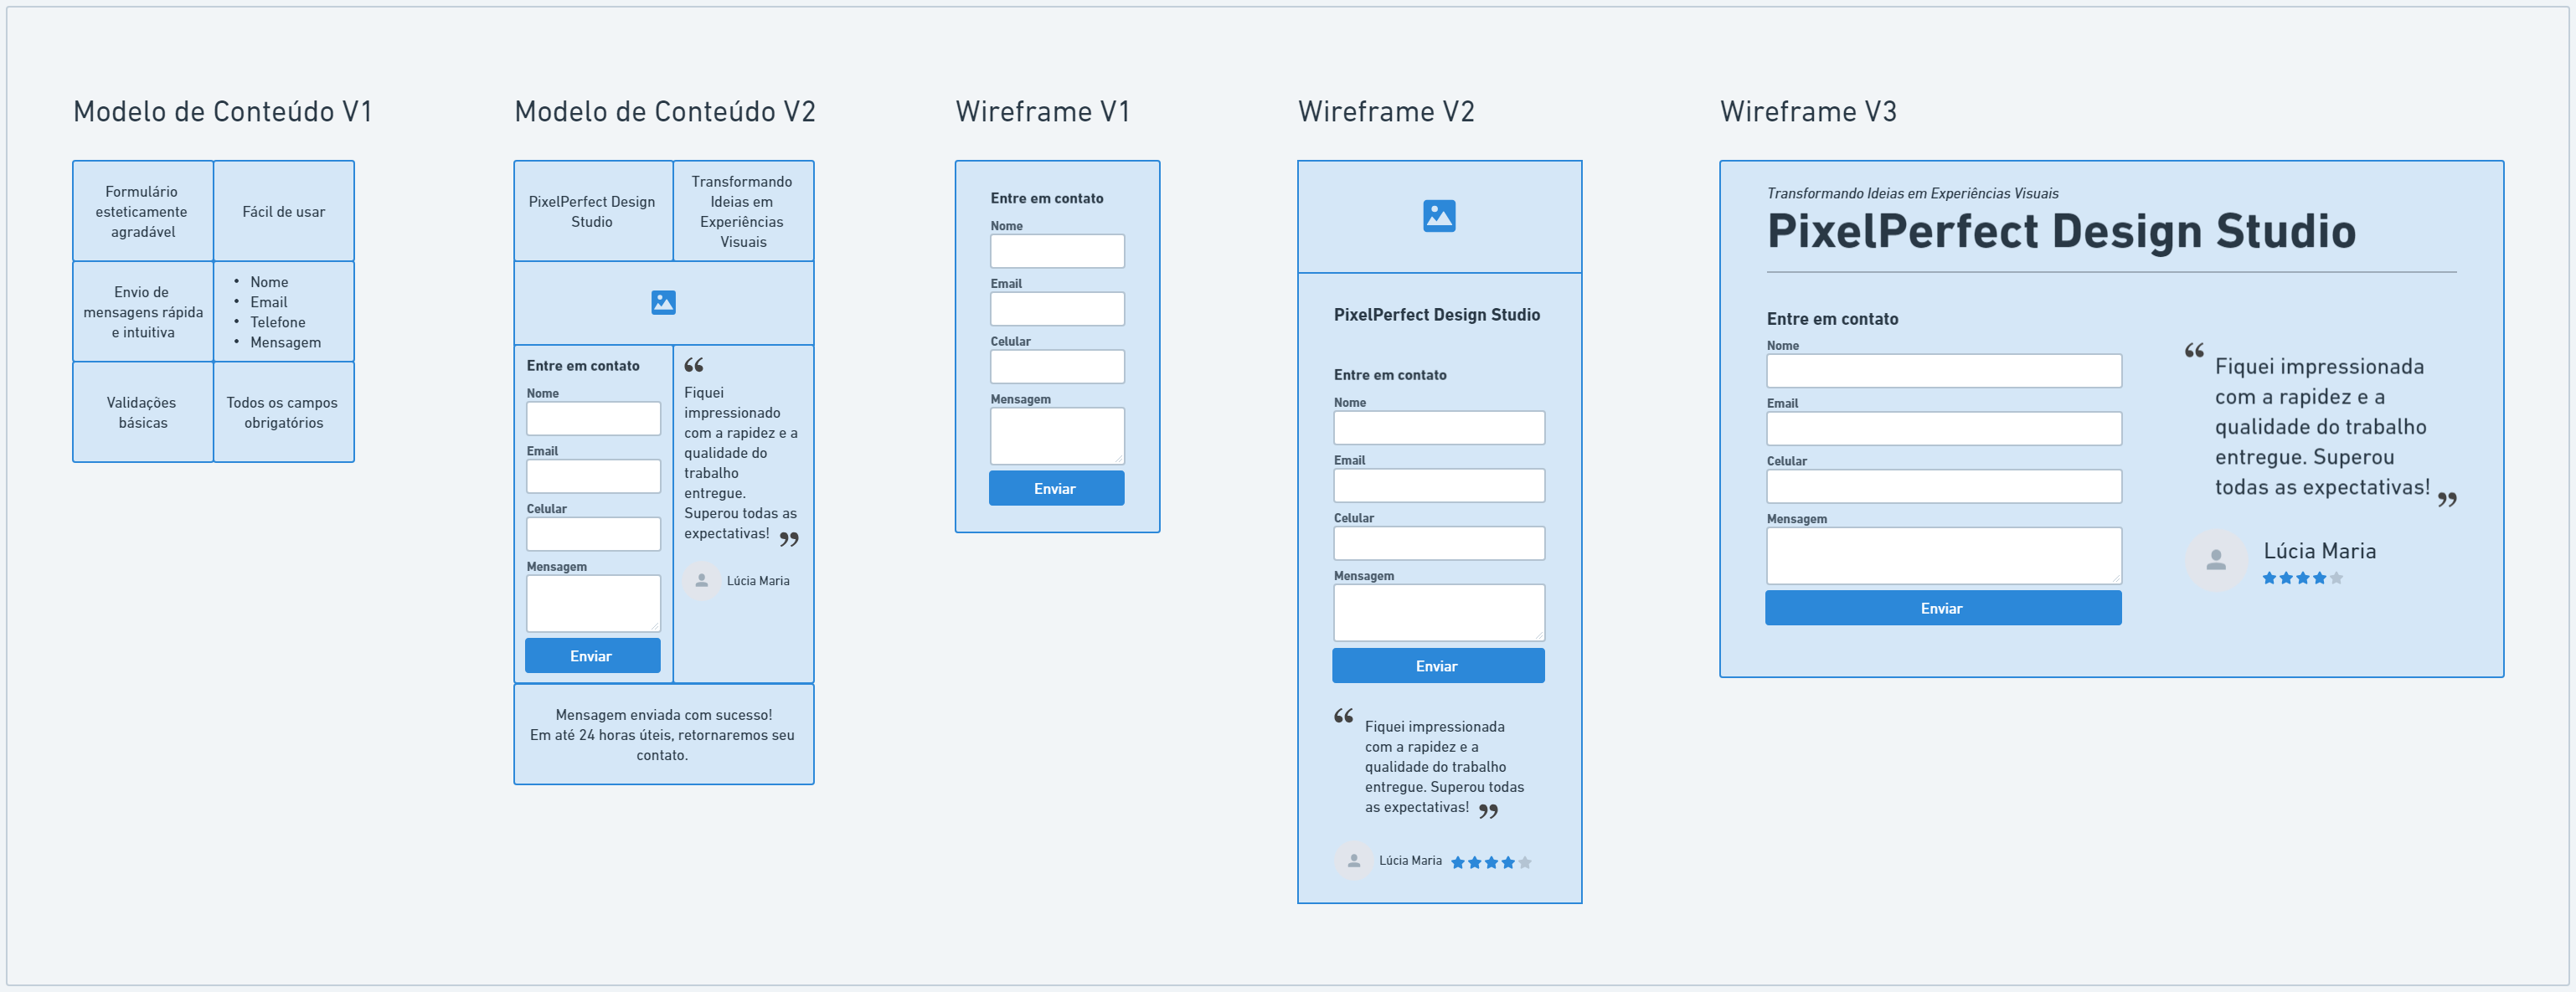 Modelo de Conteúdo V1
Formulário
esteticamente
agradável
Fácil de usar
Envio de
mensagens rápida
e intuitiva
• Nome
• Email
• Telefone
• Mensagem
Validações
básicas
Todos os campos
obrigatórios
Modelo de Conteúdo V2
PixelPerfect Design
Studio
Transformando
Ideias em
Experiências
Visuais
Entre em contato
Nome
Email
Celular
Mensagem
Enviar
“
Fiquei
impressionado
com a rapidez e a
qualidade do
trabalho
entregue.
Superou todas as
expectativas! ”
Lúcia Maria
Mensagem enviada com sucesso!
Em até 24 horas úteis, retornaremos seu
contato.
Wireframe V1
Entre em contato
Nome
Email
Celular
Mensagem
Enviar
Wireframe V2
PixelPerfect Design Studio
Entre em contato
Nome
Email
Celular
Mensagem
Enviar
“ Fiquei impressionada
com a rapidez e a
qualidade do trabalho
entregue. Superou todas
as expectativas! ”
Lúcia Maria
Wireframe V3
Transformando Ideias em Experiências Visuais
PixelPerfect Design Studio
Entre em contato
Nome
Email
Celular
Mensagem
Enviar
“ Fiquei impressionada
com a rapidez e a
qualidade do trabalho
entregue. Superou
todas as expectativas! ”
Lúcia Maria